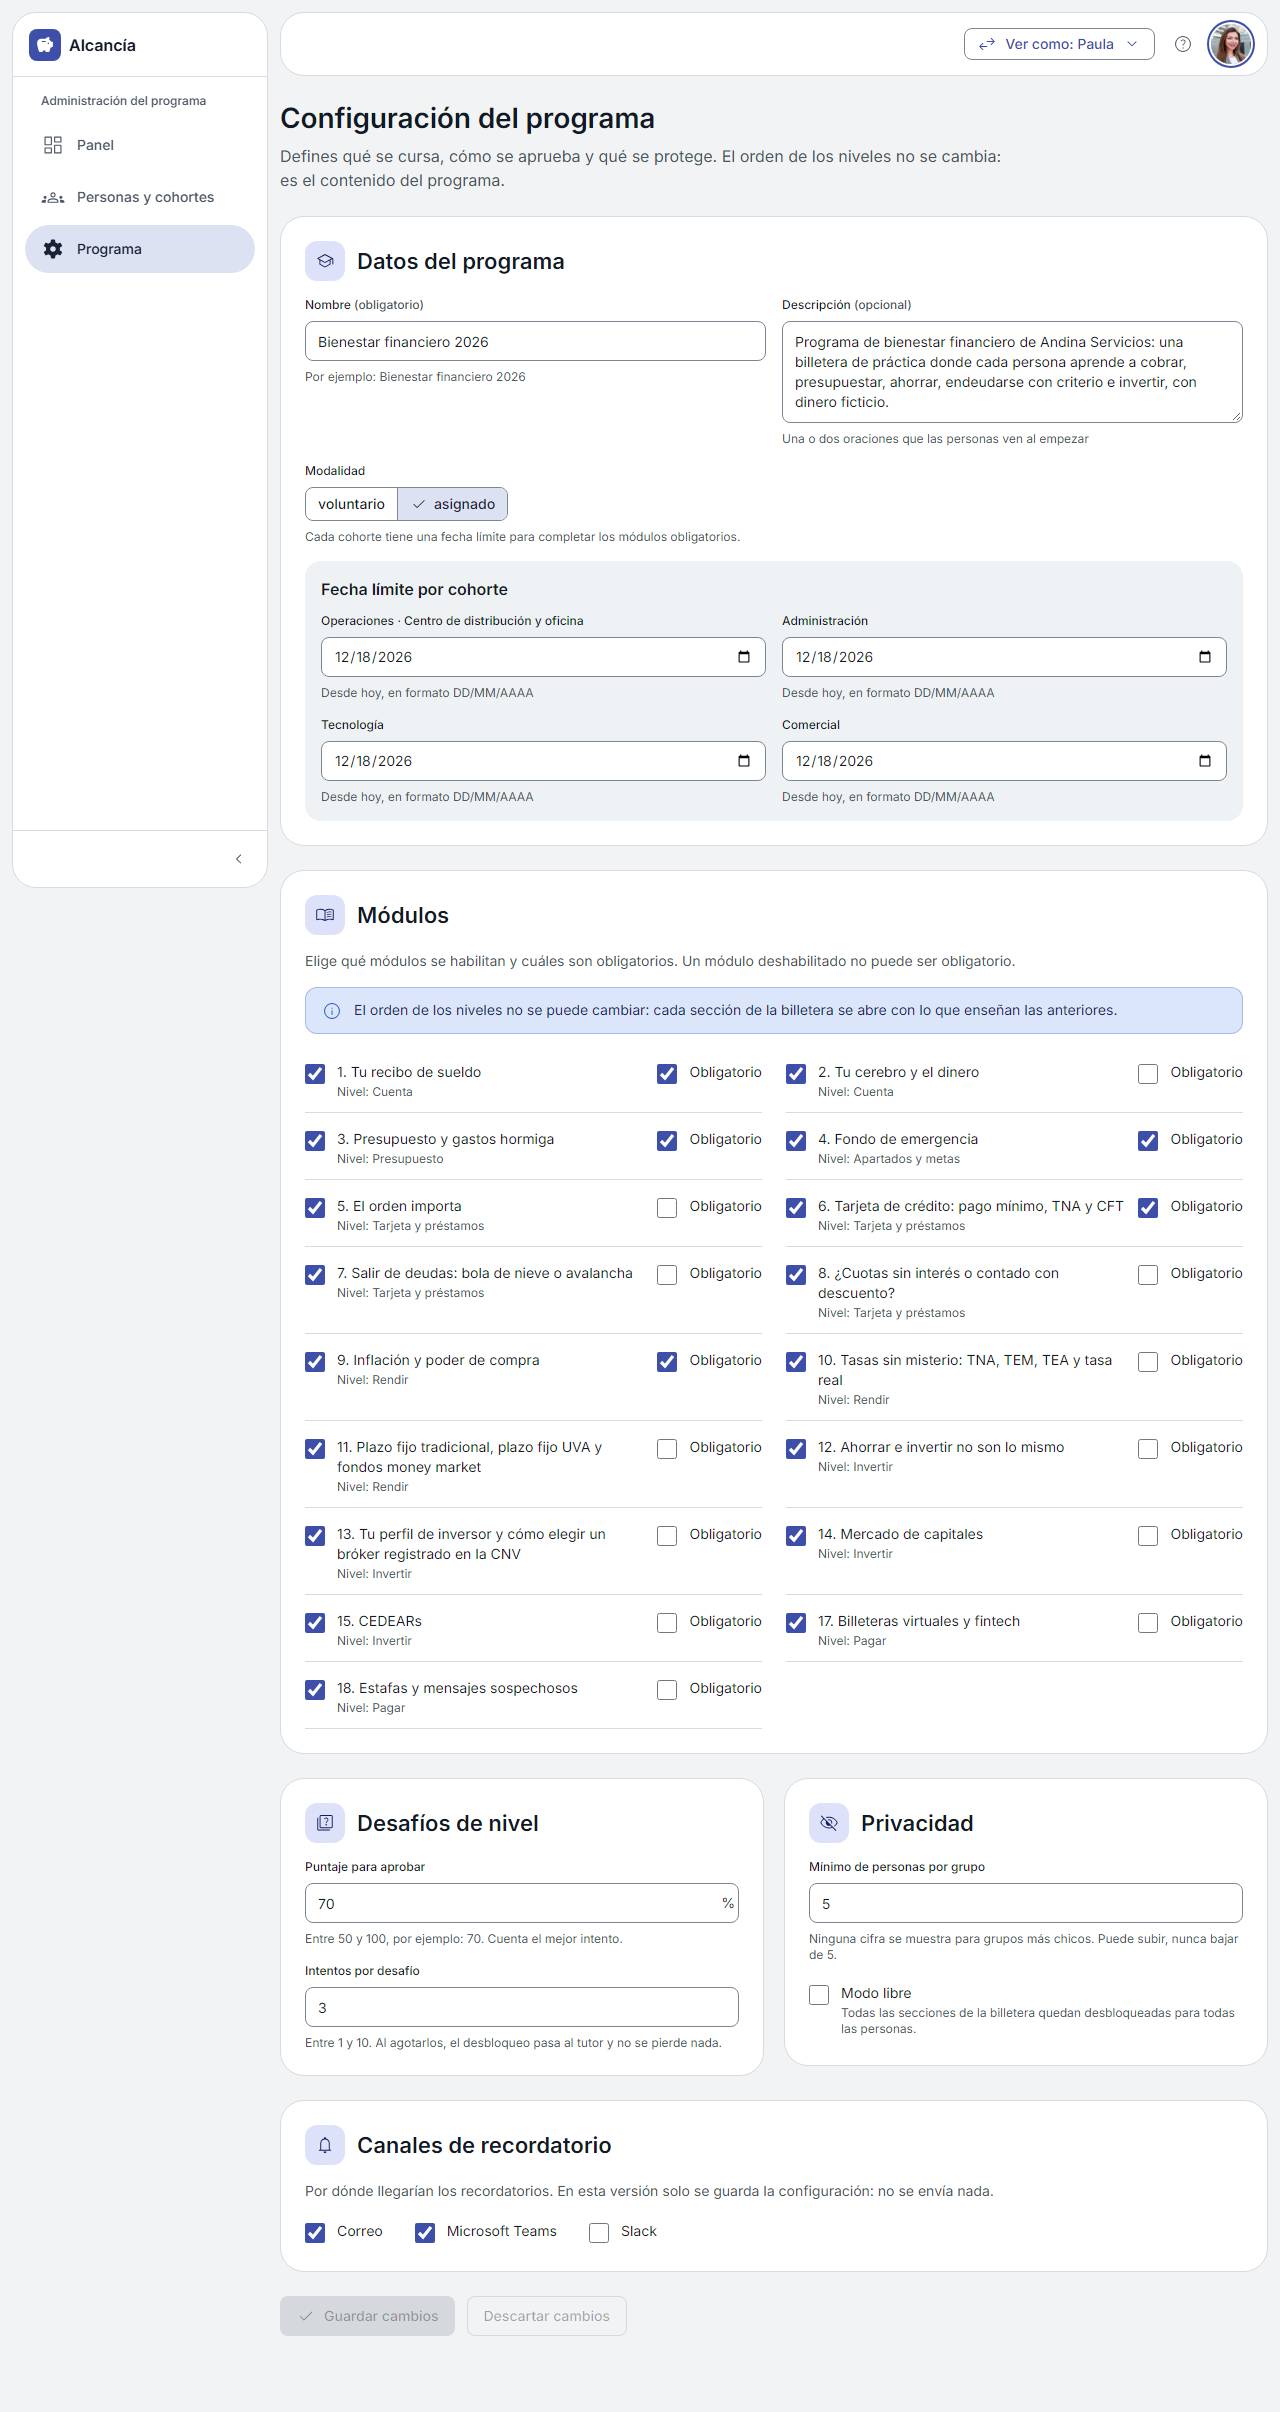 Alcancía
Ver como: Paula
Administración del programa
Panel
Personas y cohortes
Programa
Configuración del programa
Defines qué se cursa, cómo se aprueba y qué se protege. El orden de los niveles no se cambia:
es el contenido del programa.
Datos del programa
Nombre (obligatorio)
Bienestar financiero 2026
Por ejemplo: Bienestar financiero 2026
Descripción (opcional)
Programa de bienestar financiero de Andina Servicios: una
billetera de práctica donde cada persona aprende a cobrar,
presupuestar, ahorrar, endeudarse con criterio e invertir, con
dinero ficticio.
Una o dos oraciones que las personas ven al empezar
Modalidad
voluntario
asignado
Cada cohorte tiene una fecha límite para completar los módulos obligatorios.
Fecha límite por cohorte
Operaciones · Centro de distribución y oficina
12/18/2026
Desde hoy, en formato DD/MM/AAAA
Administración
12/18/2026
Desde hoy, en formato DD/MM/AAAA
Tecnología
12/18/2026
Desde hoy, en formato DD/MM/AAAA
Comercial
12/18/2026
Desde hoy, en formato DD/MM/AAAA
Módulos
Elige qué módulos se habilitan y cuáles son obligatorios. Un módulo deshabilitado no puede ser obligatorio.
El orden de los niveles no se puede cambiar: cada sección de la billetera se abre con lo que enseñan las anteriores.
1. Tu recibo de sueldo
Nivel: Cuenta
Obligatorio
2. Tu cerebro y el dinero
Nivel: Cuenta
Obligatorio
3. Presupuesto y gastos hormiga
Nivel: Presupuesto
Obligatorio
4. Fondo de emergencia
Nivel: Apartados y metas
Obligatorio
5. El orden importa
Nivel: Tarjeta y préstamos
Obligatorio
6. Tarjeta de crédito: pago mínimo, TNA y CFT
Nivel: Tarjeta y préstamos
Obligatorio
7. Salir de deudas: bola de nieve o avalancha
Nivel: Tarjeta y préstamos
Obligatorio
8. ¿Cuotas sin interés o contado con
descuento?
Nivel: Tarjeta y préstamos
Obligatorio
9. Inflación y poder de compra
Nivel: Rendir
Obligatorio
10. Tasas sin misterio: TNA, TEM, TEA y tasa
real
Nivel: Rendir
Obligatorio
11. Plazo fijo tradicional, plazo fijo UVA y
fondos money market
Nivel: Rendir
Obligatorio
12. Ahorrar e invertir no son lo mismo
Nivel: Invertir
Obligatorio
13. Tu perfil de inversor y cómo elegir un
bróker registrado en la CNV
Nivel: Invertir
Obligatorio
14. Mercado de capitales
Nivel: Invertir
Obligatorio
15. CEDEARs
Nivel: Invertir
Obligatorio
17. Billeteras virtuales y fintech
Nivel: Pagar
Obligatorio
18. Estafas y mensajes sospechosos
Nivel: Pagar
Obligatorio
Desafíos de nivel
Puntaje para aprobar
70 %
Entre 50 y 100, por ejemplo: 70. Cuenta el mejor intento.
Intentos por desafío
3
Entre 1 y 10. Al agotarlos, el desbloqueo pasa al tutor y no se pierde nada.
Privacidad
Mínimo de personas por grupo
5
Ninguna cifra se muestra para grupos más chicos. Puede subir, nunca bajar
de 5.
Modo libre
Todas las secciones de la billetera quedan desbloqueadas para todas
las personas.
Canales de recordatorio
Por dónde llegarían los recordatorios. En esta versión solo se guarda la configuración: no se envía nada.
Correo
Microsoft Teams
Slack
Guardar cambios
Descartar cambios